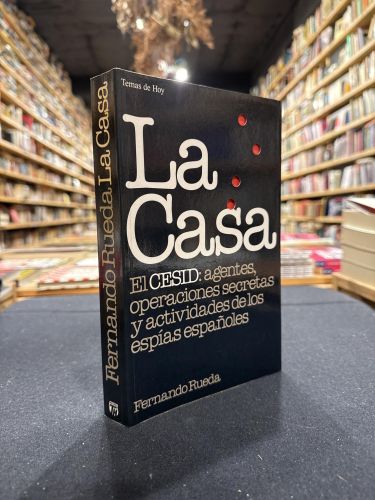 Temas de Hoy
La
Casa
El CESID: agentes,
operaciones secretas
y actividades de los
espías españoles
Fernando Rueda
Fernando Rueda. La Casa